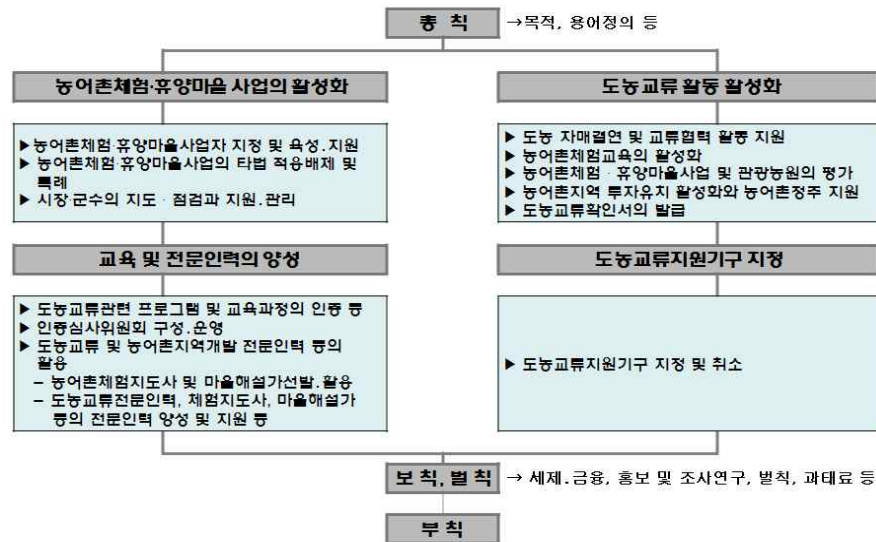 총 칙 →목적, 용어정의 등
농어촌체험·휴양마을 사업의 활성화
▶농어촌체험·휴양마을사업자 지정 및 육성.지원
▶ 농어촌체험·휴양마을사업의 타법 적용배제 및
특례
▶ 시장·군수의 지도 · 점검과 지원.관리
도농교류 활동 활성화
▶ 도농 자매결연 및 교류협력 활동 지원
▶ 농어촌체험교육의 활성화
▶ 농어촌체험 · 휴양마을사업 및 관광농원의 평가
▶ 농어촌지역 투자유치 활성화와 농어촌정주 지원
▶ 도농교류확인서의 발급
교육 및 전문인력의 양성
▶ 도농교류관련 프로그램 및 교육과정의 인증 등
▶ 인증심사위원회 구성.운영
▶ 도농교류 및 농어촌지역개발 전문인력 등의
활용
– 농어촌체험지도사 및 마을해설가선발.활용
– 도농교류전문인력, 체험지도사, 마을해설가
등의 전문인력 양성 및 지원 등
도농교류지원기구 지정
▶ 도농교류지원기구 지정 및 취소
보 칙, 벌 칙 → 세제.금융, 홍보 및 조사연구, 벌칙, 과태료 등
부 칙